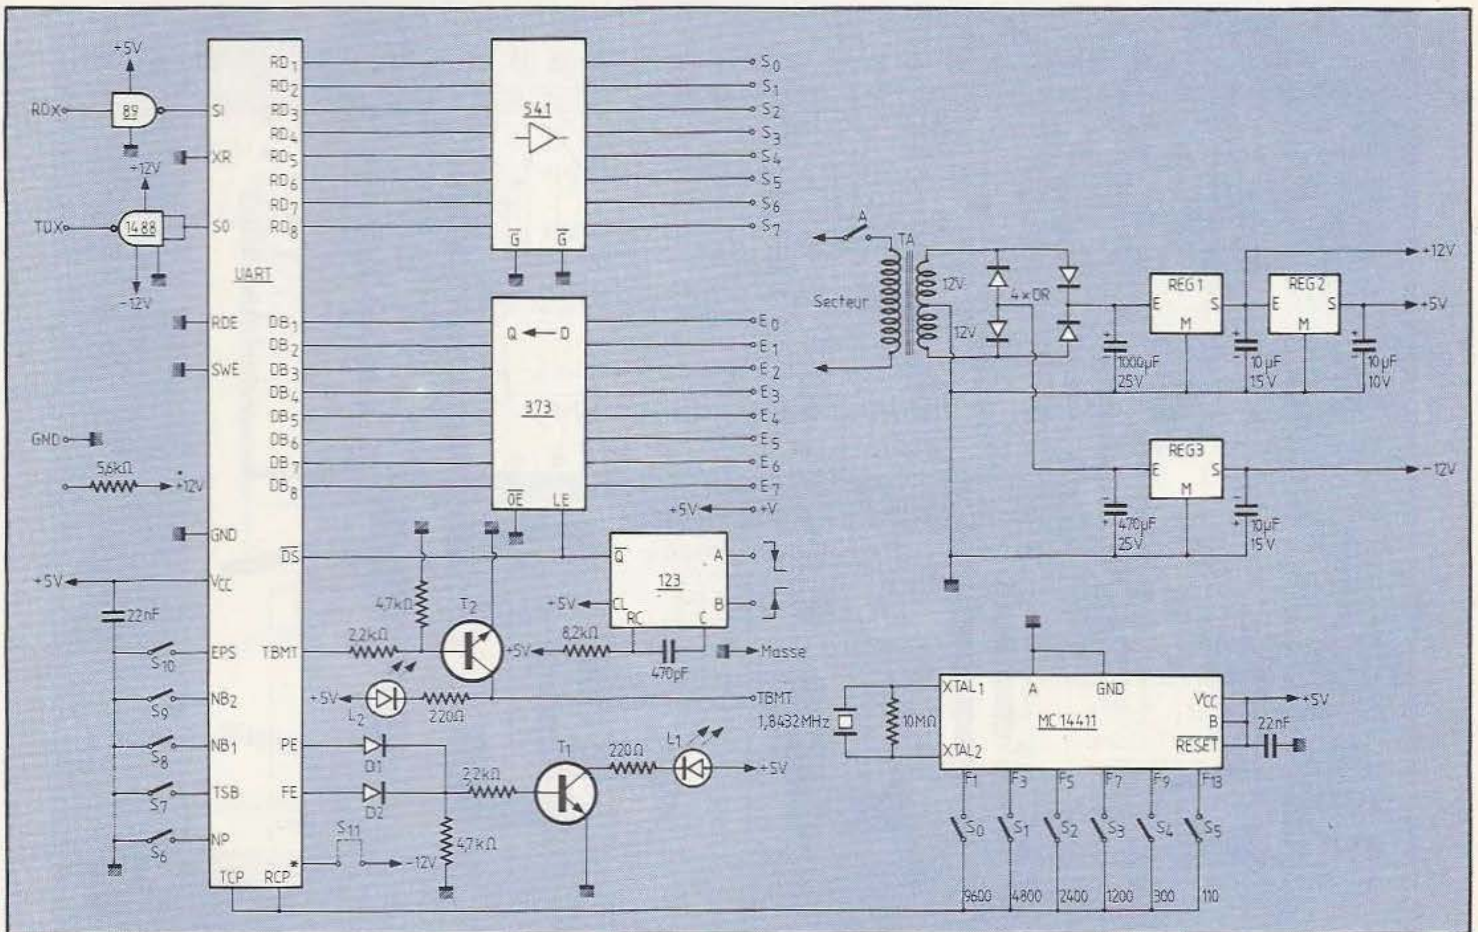 +5V
RDX
89
SI
XR
+12V
TDX
1488
SO
-12V
UART
RDE
SWE
GND
5,6kΩ
+12V
GND
+5V
VCC
22nF
S10
EPS
S9
NB2
S8
NB1
S7
TSB
S6
NP
TCP
RCP
RD1
RD2
RD3
RD4
RD5
RD6
RD7
RD8
541
G
G
S0
S1
S2
S3
S4
S5
S6
S7
DB1
DB2
DB3
DB4
DB5
DB6
DB7
DB8
Q
D
373
OE
LE
E0
E1
E2
E3
E4
E5
E6
E7
+5V
+V
DS
Q
A
123
B
CL
RC
C
+5V
47kΩ
T2
TBMT
2,2kΩ
+5V
8,2kΩ
470pF
Masse
+5V
L2
220Ω
TBMT
PE
D1
FE
D2
2,2kΩ
T1
220Ω
L1
+5V
S11
*
-12V
4,7kΩ
A
TA
Secteur
12V
12V
4×DR
REG1
E
S
M
REG2
E
S
M
+12V
+5V
1000µF
25V
10µF
15V
10µF
10V
REG3
E
S
M
-12V
470µF
25V
10µF
15V
XTAL1
A
GND
VCC
+5V
1,8432MHz
10MΩ
MC 14411
B
22nF
XTAL2
RESET
F1
F3
F5
F7
F9
F13
S0
S1
S2
S3
S4
S5
9600
4800
2400
1200
300
110